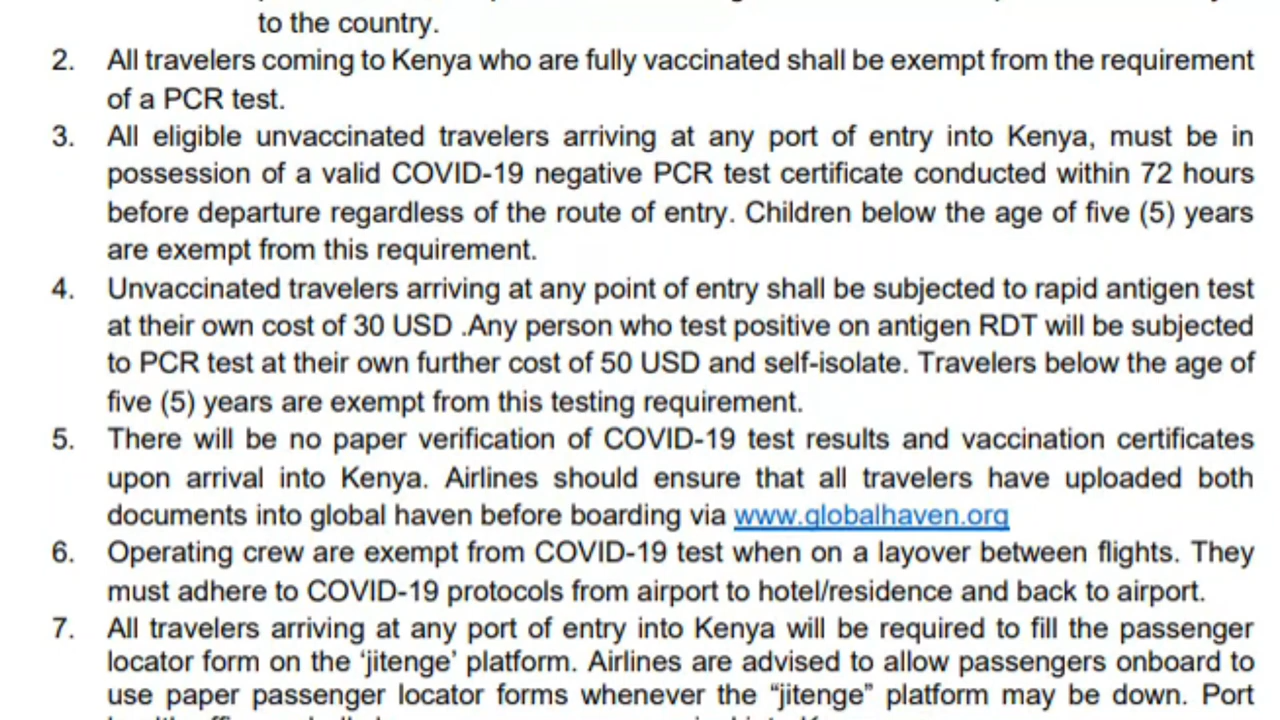 to the country.
2. All travelers coming to Kenya who are fully vaccinated shall be exempt from the requirement
of a PCR test.
3. All eligible unvaccinated travelers arriving at any port of entry into Kenya, must be in
possession of a valid COVID-19 negative PCR test certificate conducted within 72 hours
before departure regardless of the route of entry. Children below the age of five (5) years
are exempt from this requirement.
4. Unvaccinated travelers arriving at any point of entry shall be subjected to rapid antigen test
at their own cost of 30 USD .Any person who test positive on antigen RDT will be subjected
to PCR test at their own further cost of 50 USD and self-isolate. Travelers below the age of
five (5) years are exempt from this testing requirement.
5. There will be no paper verification of COVID-19 test results and vaccination certificates
upon arrival into Kenya. Airlines should ensure that all travelers have uploaded both
documents into global haven before boarding via www.globalhaven.org
6. Operating crew are exempt from COVID-19 test when on a layover between flights. They
must adhere to COVID-19 protocols from airport to hotel/residence and back to airport.
7. All travelers arriving at any port of entry into Kenya will be required to fill the passenger
locator form on the ‘jitenge’ platform. Airlines are advised to allow passengers onboard to
use paper passenger locator forms whenever the “jitenge” platform may be down. Port